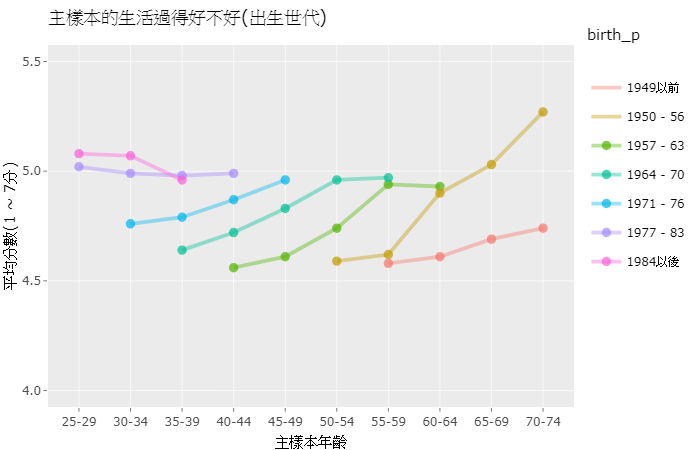 主樣本的生活過得好不好(出生世代)
birth_p
1949以前
1950 - 56
1957 - 63
1964 - 70
1971 - 76
1977 - 83
1984以後
平均分數(1 ~ 7分)
5.5
5.0
4.5
4.0
25-29 30-34 35-39 40-44 45-49 50-54 55-59 60-64 65-69 70-74
主樣本年齡